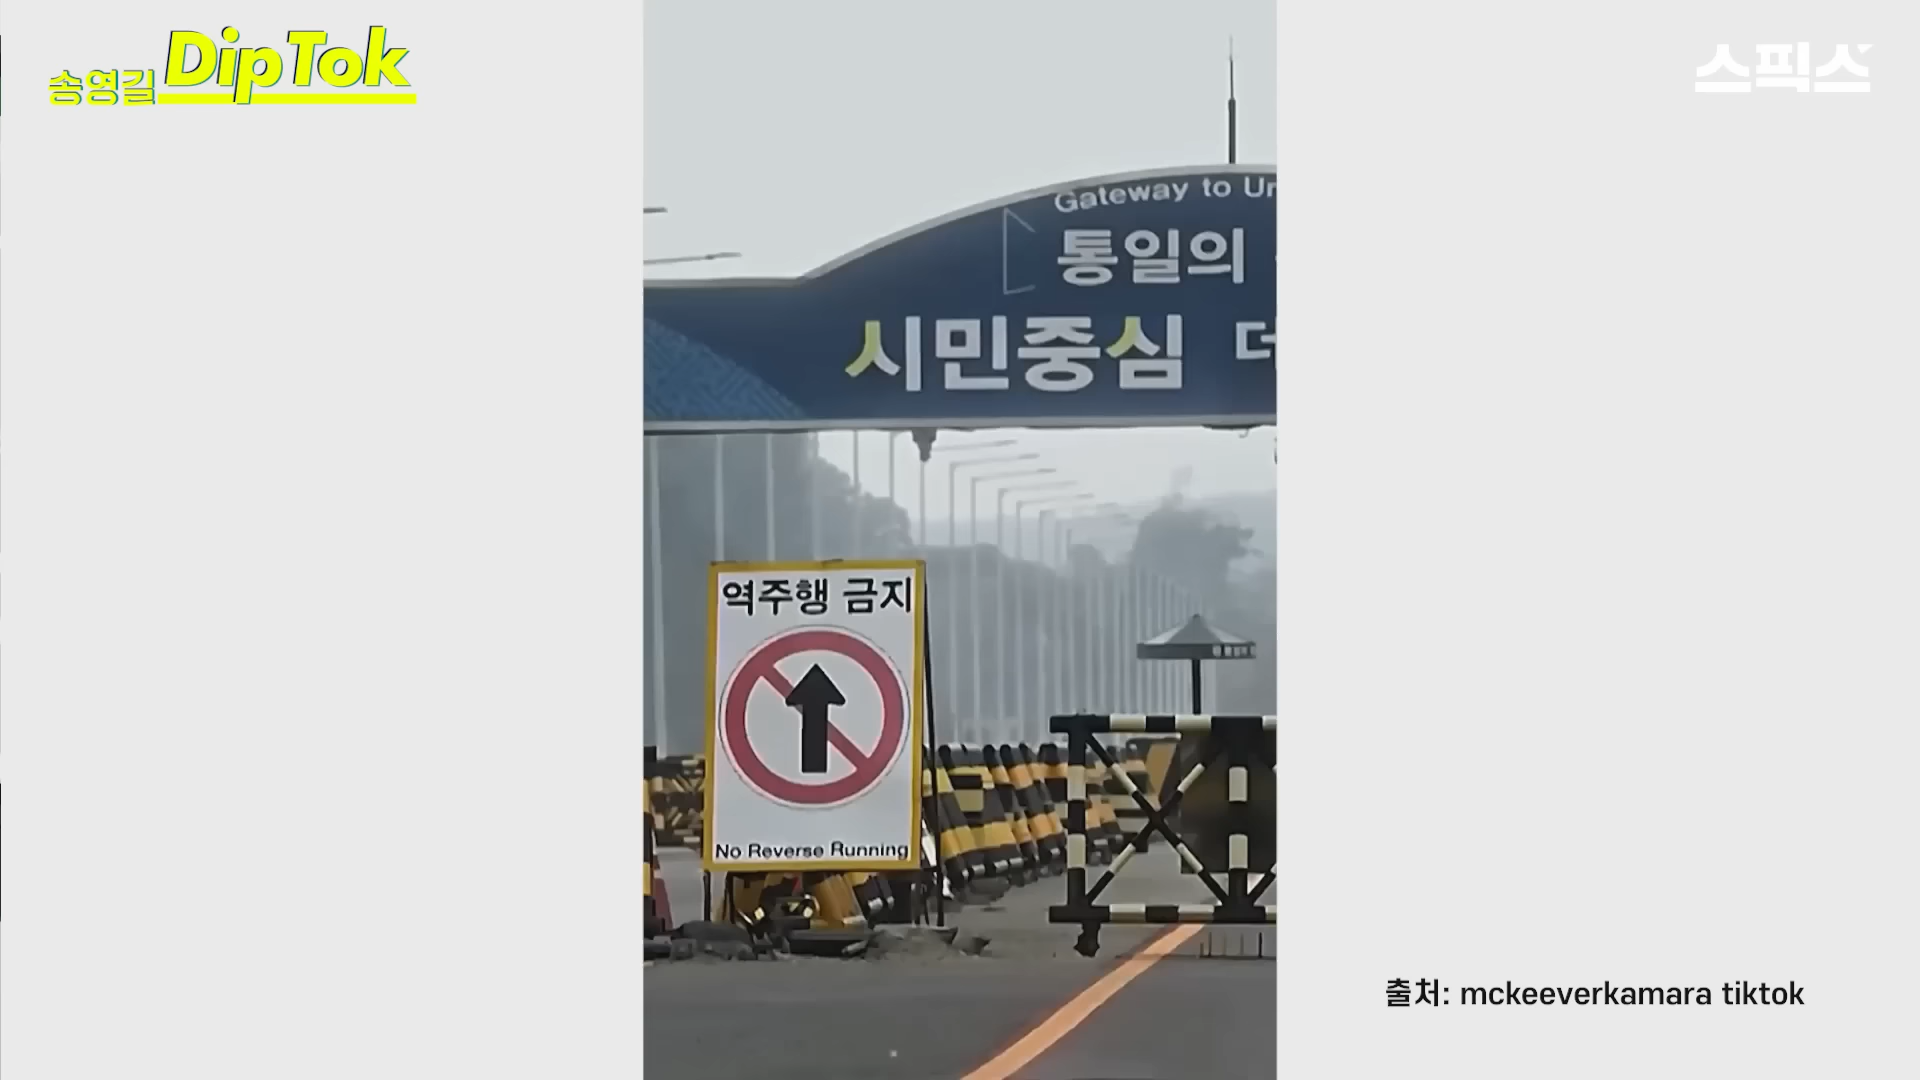 송영길 DipTok
스픽스
Gateway to
통일의
시민중심
역주행 금지
No Reverse Running
출처: mckeeverkamara tiktok